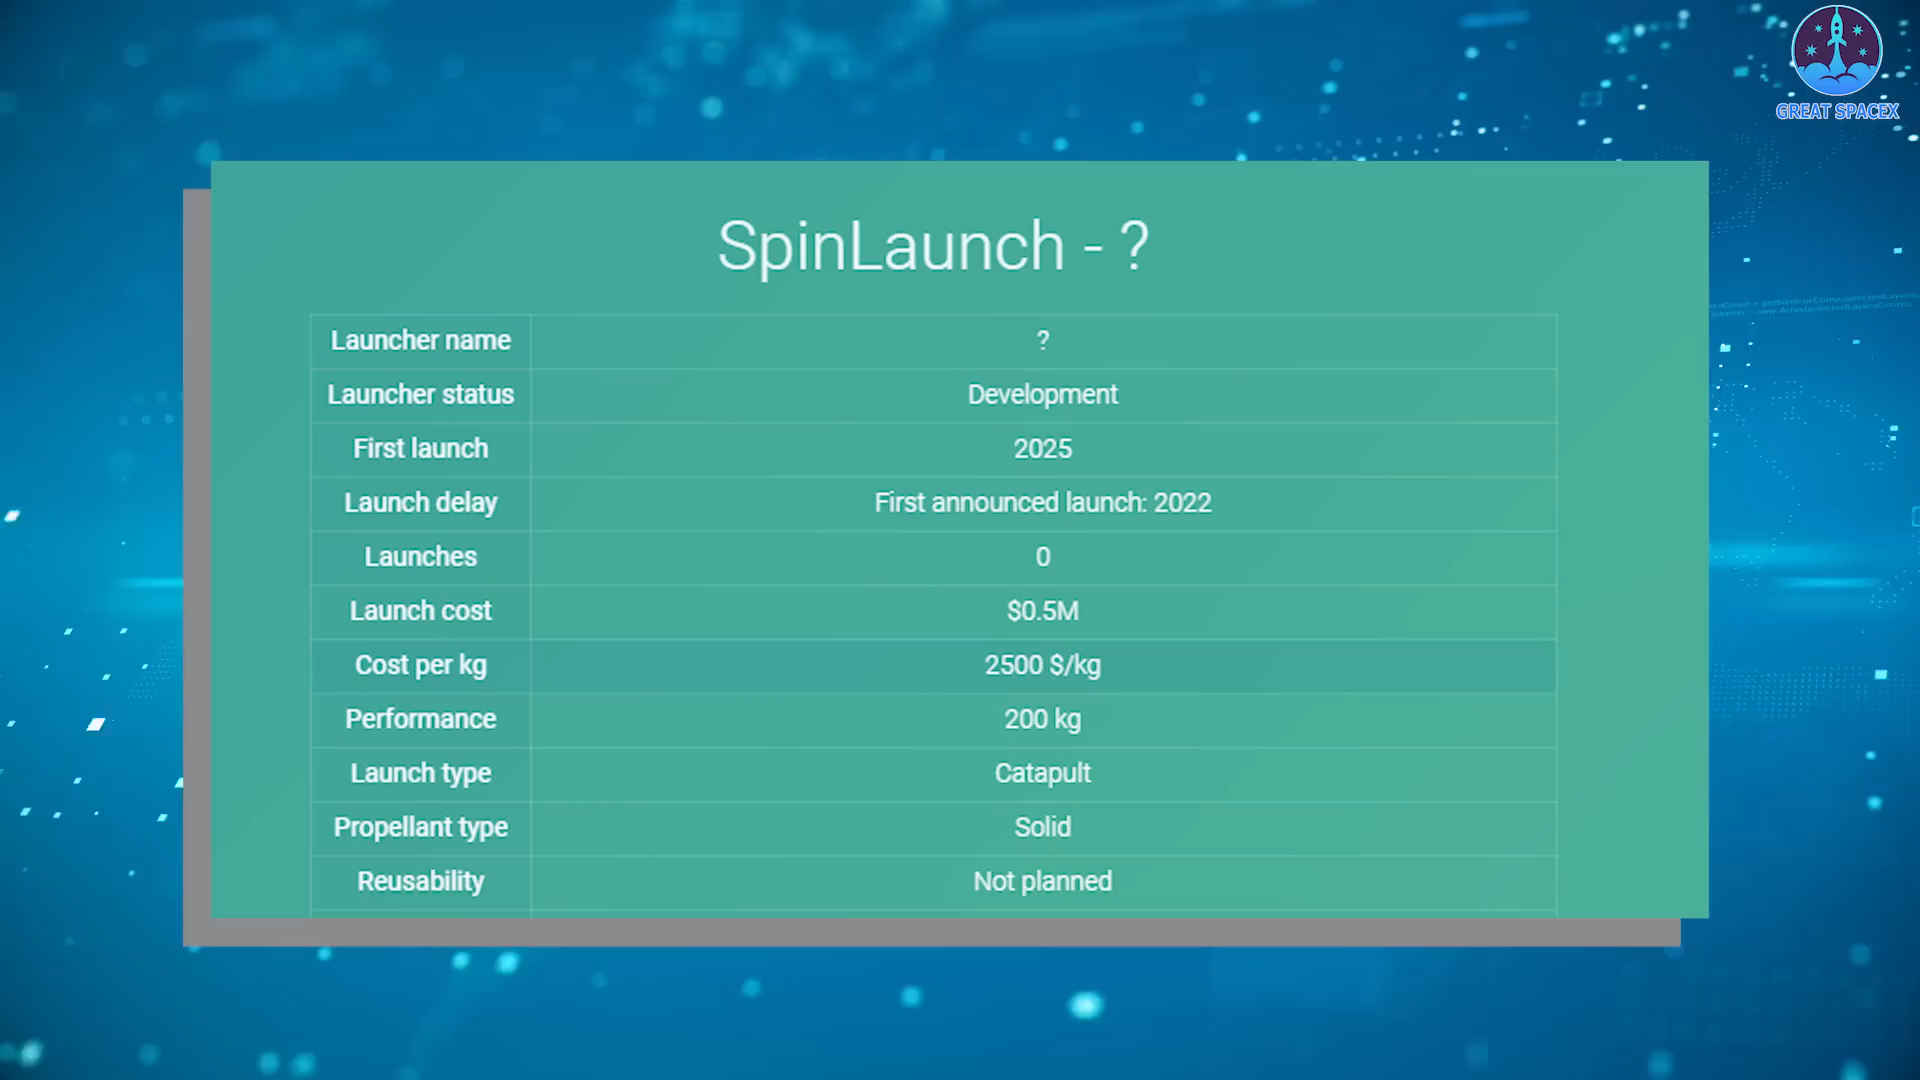 GREAT SPACEX
SpinLaunch - ?
Launcher name ?
Launcher status Development
First launch 2025
Launch delay First announced launch: 2022
Launches 0
Launch cost $0.5M
Cost per kg 2500 $/kg
Performance 200 kg
Launch type Catapult
Propellant type Solid
Reusability Not planned